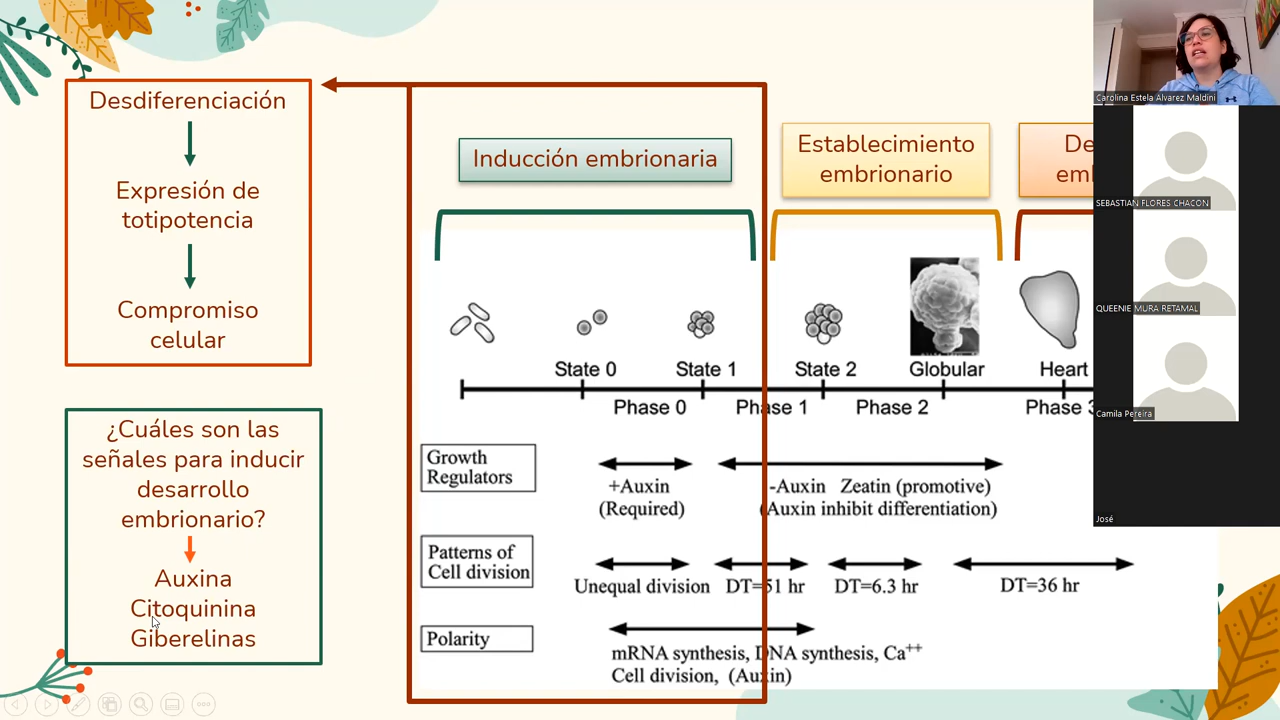 Desdiferenciación
Expresión de
totipotencia
Compromiso
celular
¿Cuáles son las
señales para inducir
desarrollo
embrionario?
Auxina
Citoquinina
Giberelinas
Inducción embrionaria
Establecimiento
embrionario
De
em
State 0
State 1
State 2
Globular
Heart
Phase 0
Phase 1
Phase 2
Phase 3
Growth
Regulators
+Auxin
(Required)
-Auxin Zeatin (promotive)
(Auxin inhibit differentiation)
Patterns of
Cell division
Unequal division
DT=51 hr
DT=6.3 hr
DT=36 hr
Polarity
mRNA synthesis, DNA synthesis, Ca++
Cell division, (Auxin)
Carolina Estela Alvarez Maldini
SEBASTIAN FLORES CHACON
QUEENIE MURA RETAMAL
Camila Pereira
José